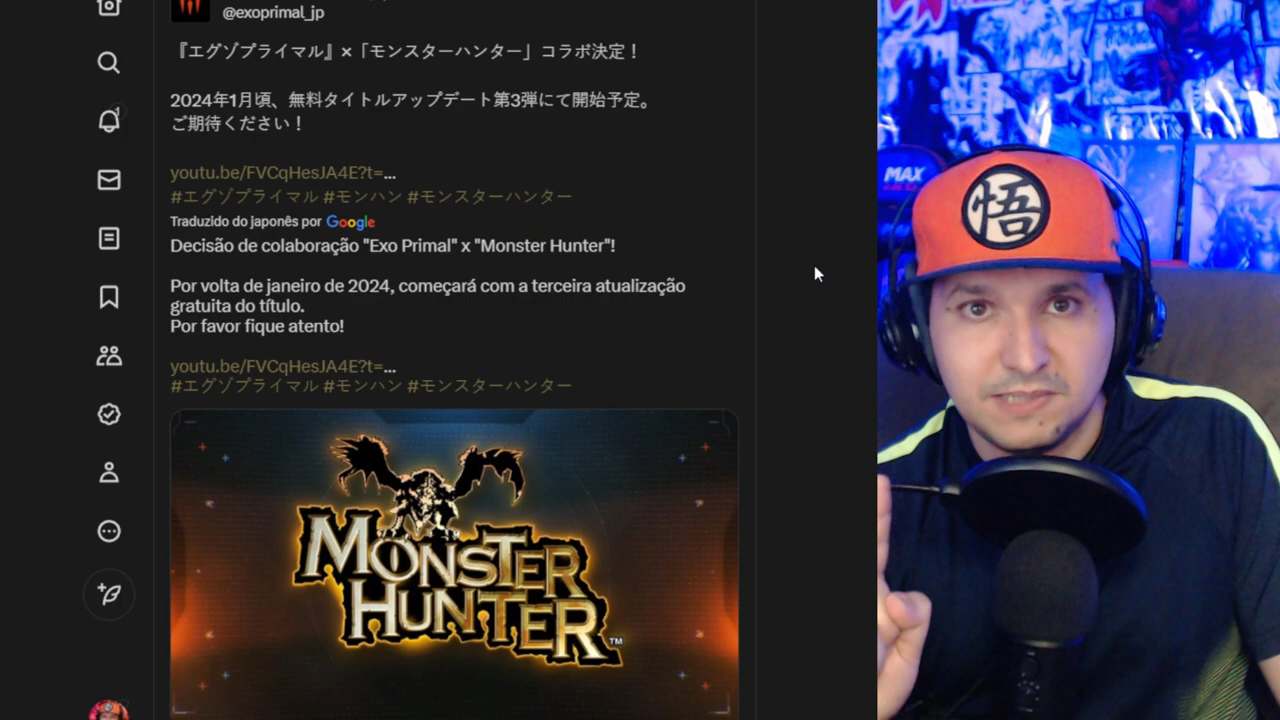 @exoprimal_jp
『エグゾプライマル』×「モンスターハンター」コラボ決定！
2024年1月頃、無料タイトルアップデート第3弾にて開始予定。
ご期待ください！
youtu.be/FVCqHesJA4E?t=…
#エグゾプライマル #モンハン #モンスターハンター
Traduzido do japonês por Google
Decisão de colaboração "Exo Primal" x "Monster Hunter"!
Por volta de janeiro de 2024, começará com a terceira atualização
gratuita do título.
Por favor fique atento!
youtu.be/FVCqHesJA4E?t=…
#エグゾプライマル #モンハン #モンスターハンター
MONSTER
HUNTER™
1
MAX
悟